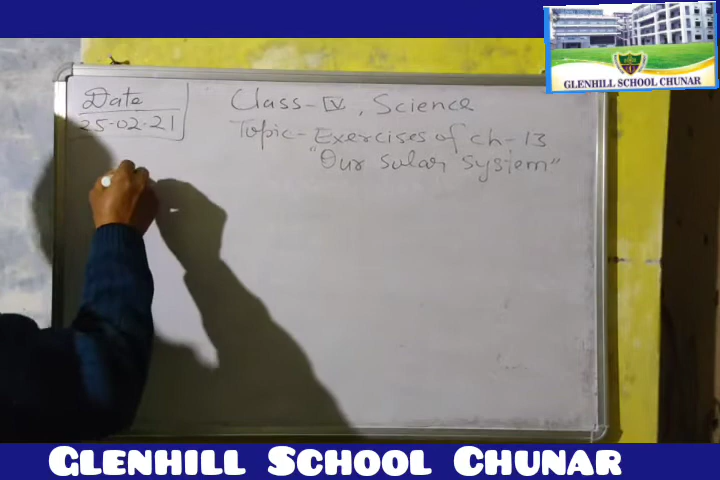 GLENHILL SCHOOL CHUNAR
Date
25-02-21
Class-IV, Science
Topic-Exercises of ch-13
"Our solar system"
GLENHILL SCHOOL CHUNAR